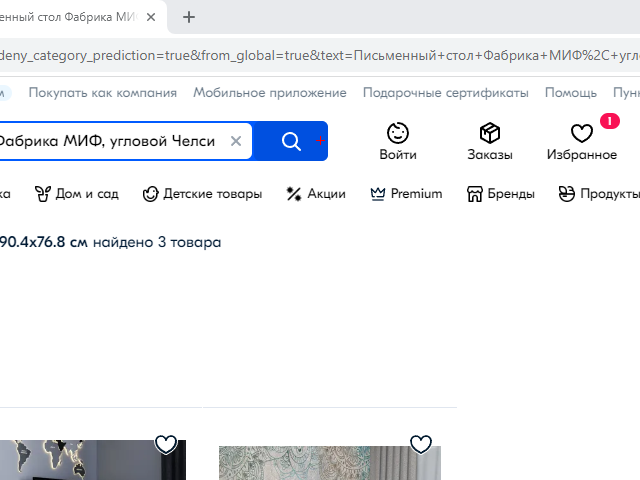 енный стол Фабрика МИ
deny_category_prediction=true&from_global=true&text=Письменный+стол+Фабрика+МИФ%2C+угло
м Покупать как компания Мобильное приложение Подарочные сертификаты Помощь Пун
1
Фабрика МИФ, угловой Челси
Войти Заказы Избранное
ка Дом и сад Детские товары Акции Premium Бренды Продукты
90.4x76.8 см найдено 3 товара